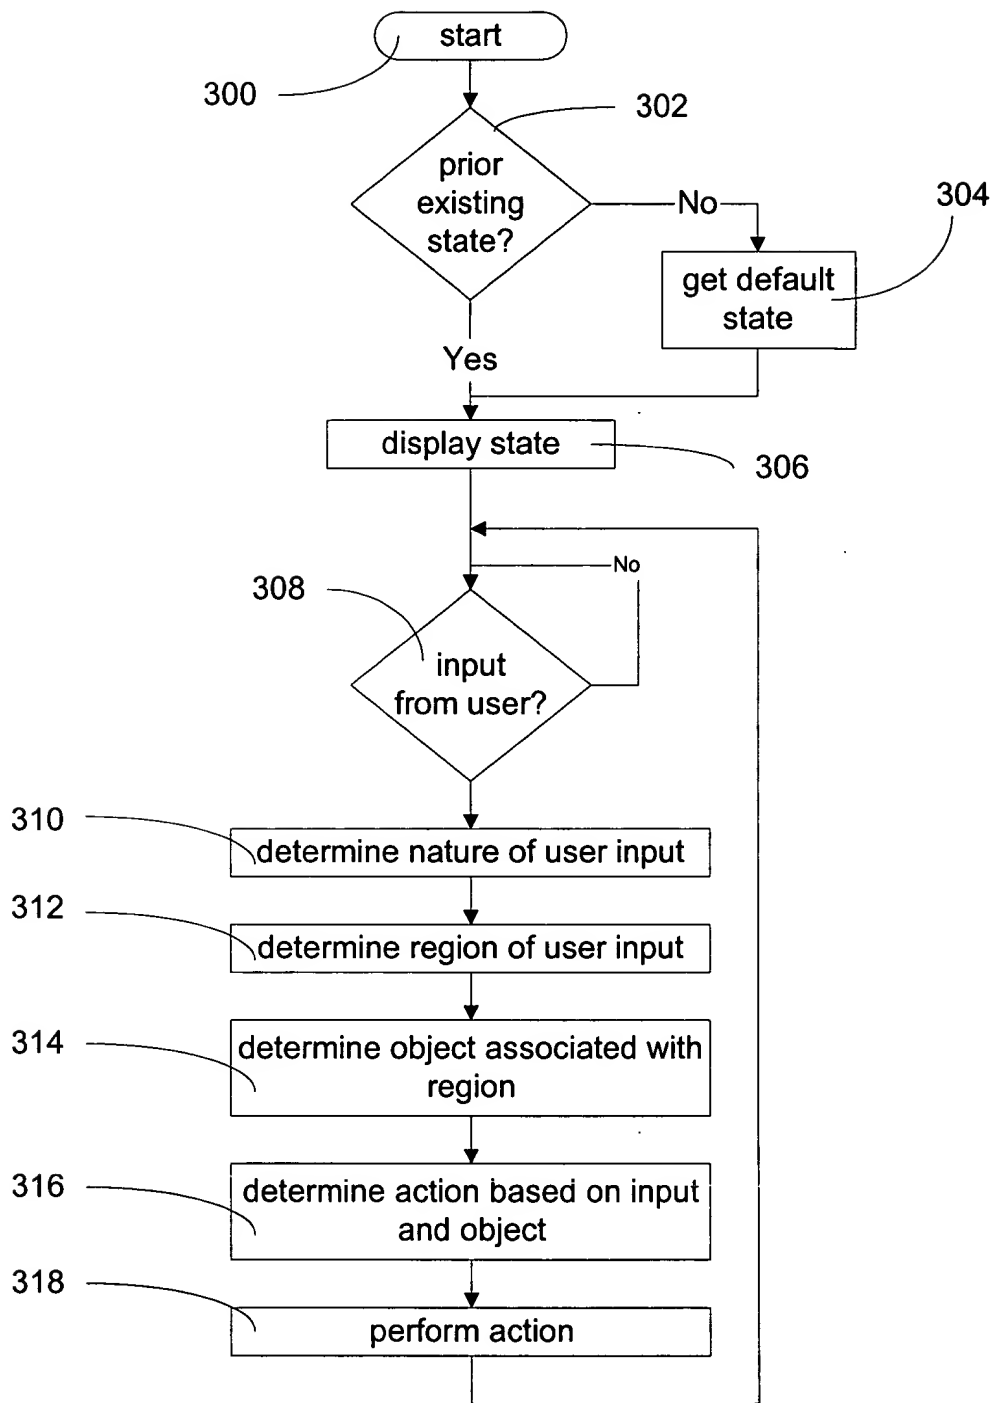 start
300
302
prior
existing
state?
No
304
get default
state
Yes
display state
306
No
308
input
from user?
310
determine nature of user input
312
determine region of user input
314
determine object associated with
region
316
determine action based on input
and object
318
perform action